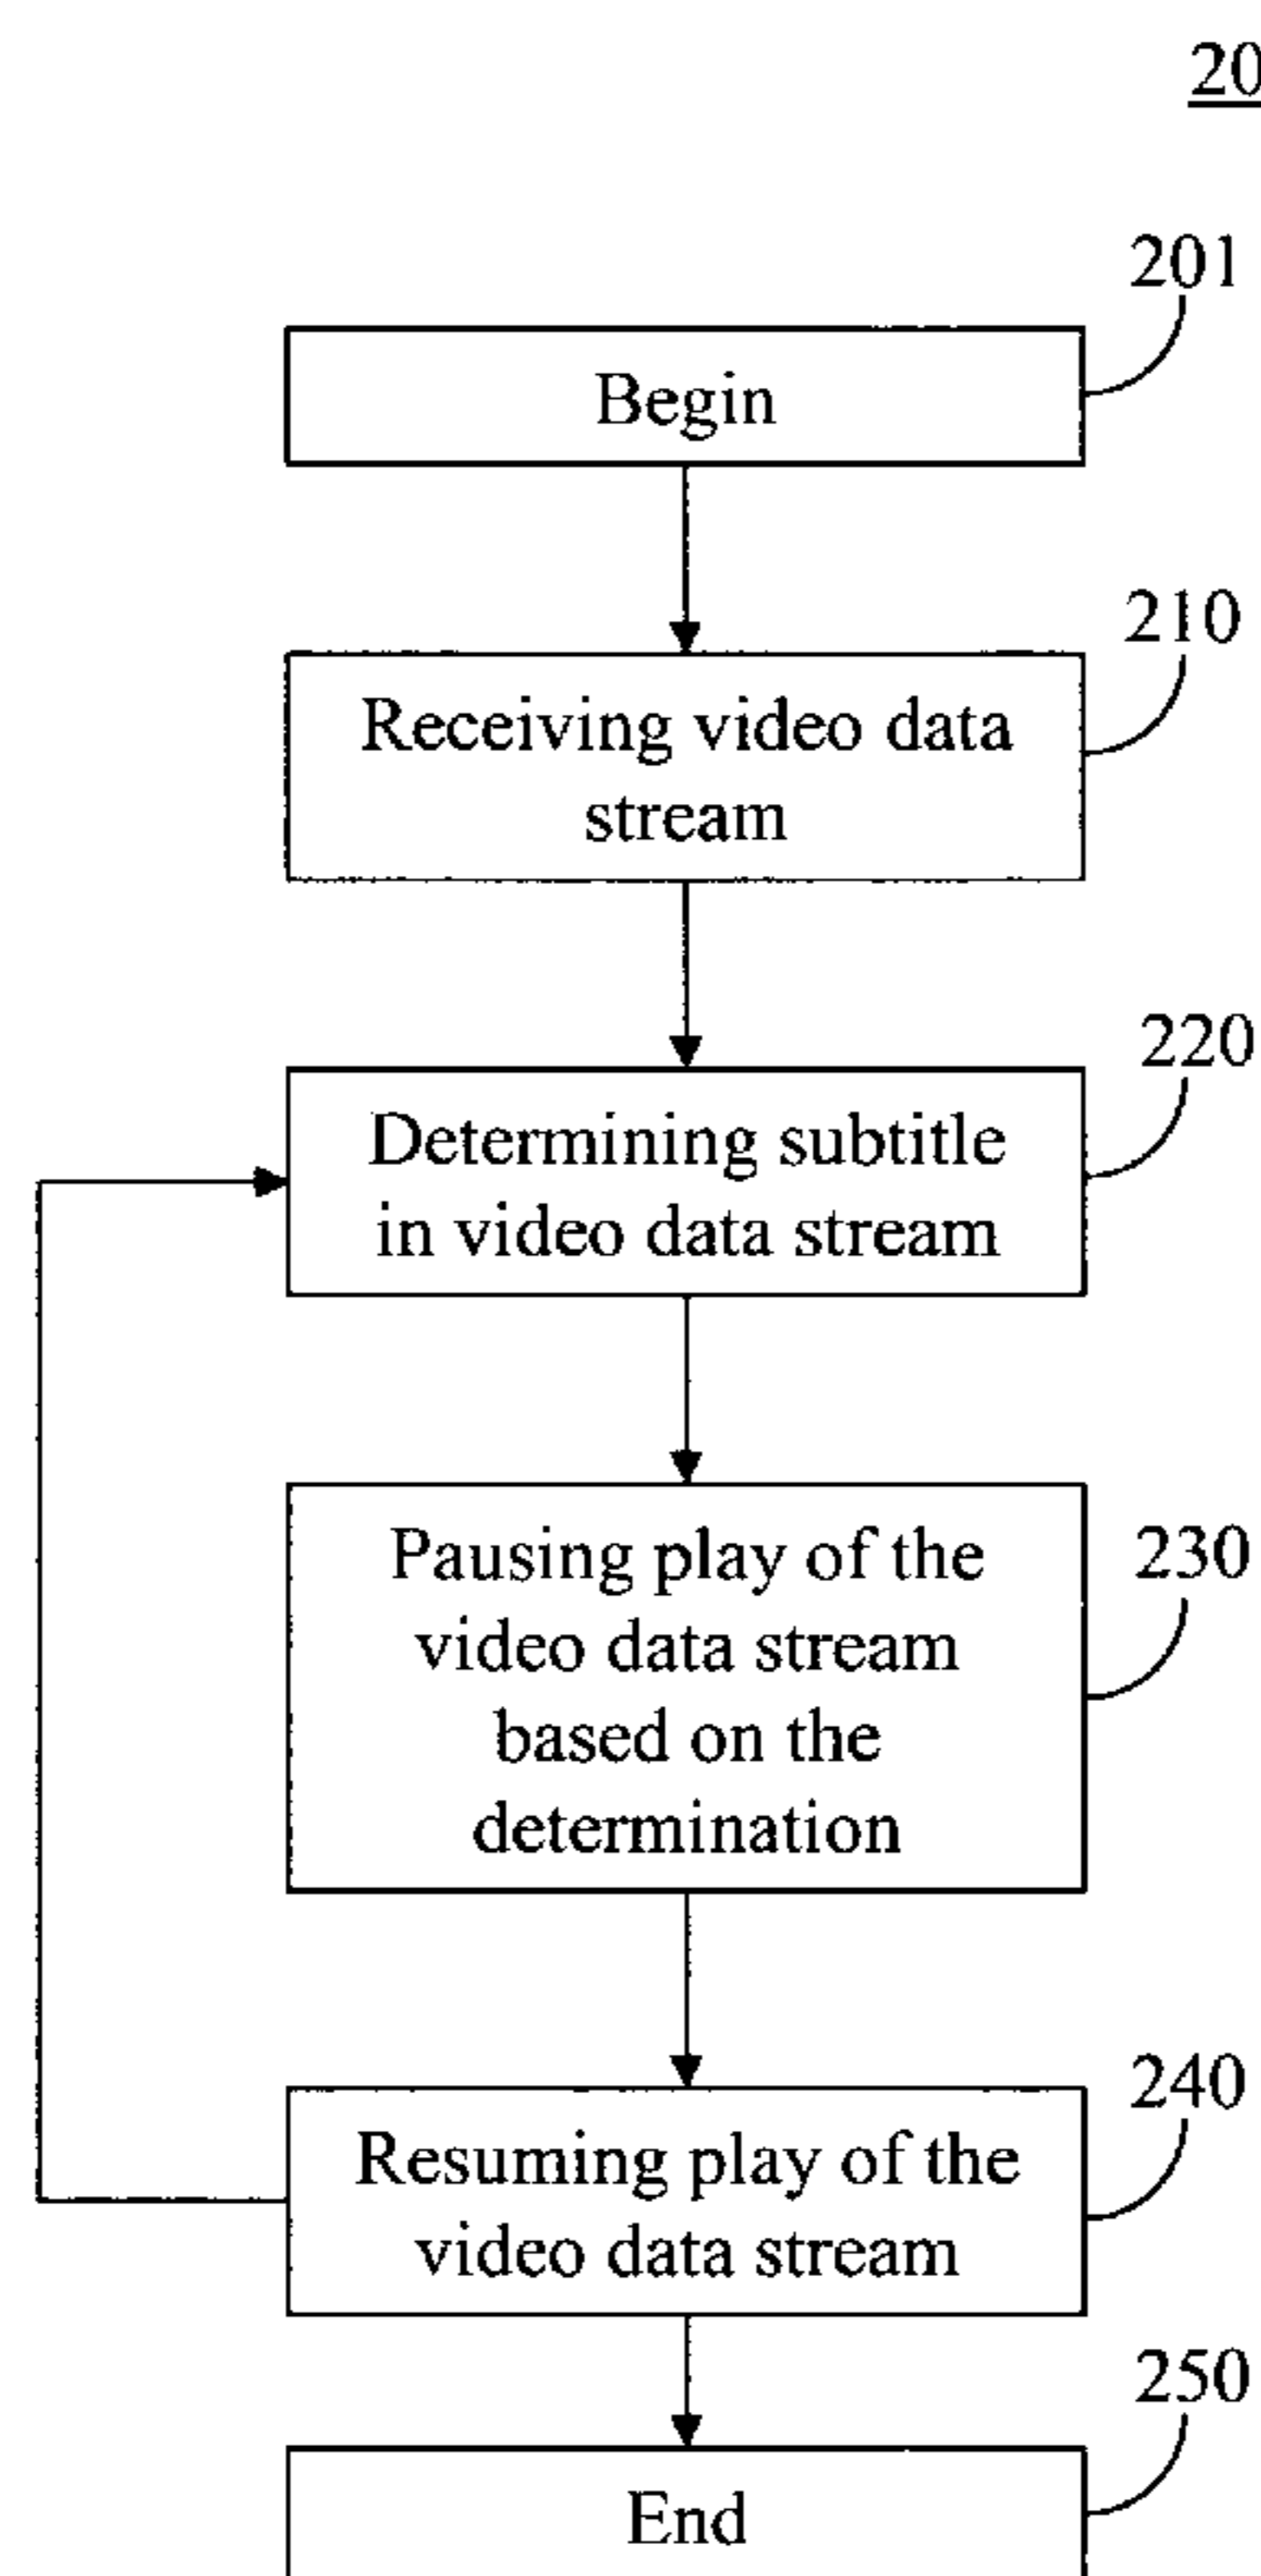 20
201
Begin
210
Receiving video data
stream
220
Determining subtitle
in video data stream
230
Pausing play of the
video data stream
based on the
determination
240
Resuming play of the
video data stream
250
End